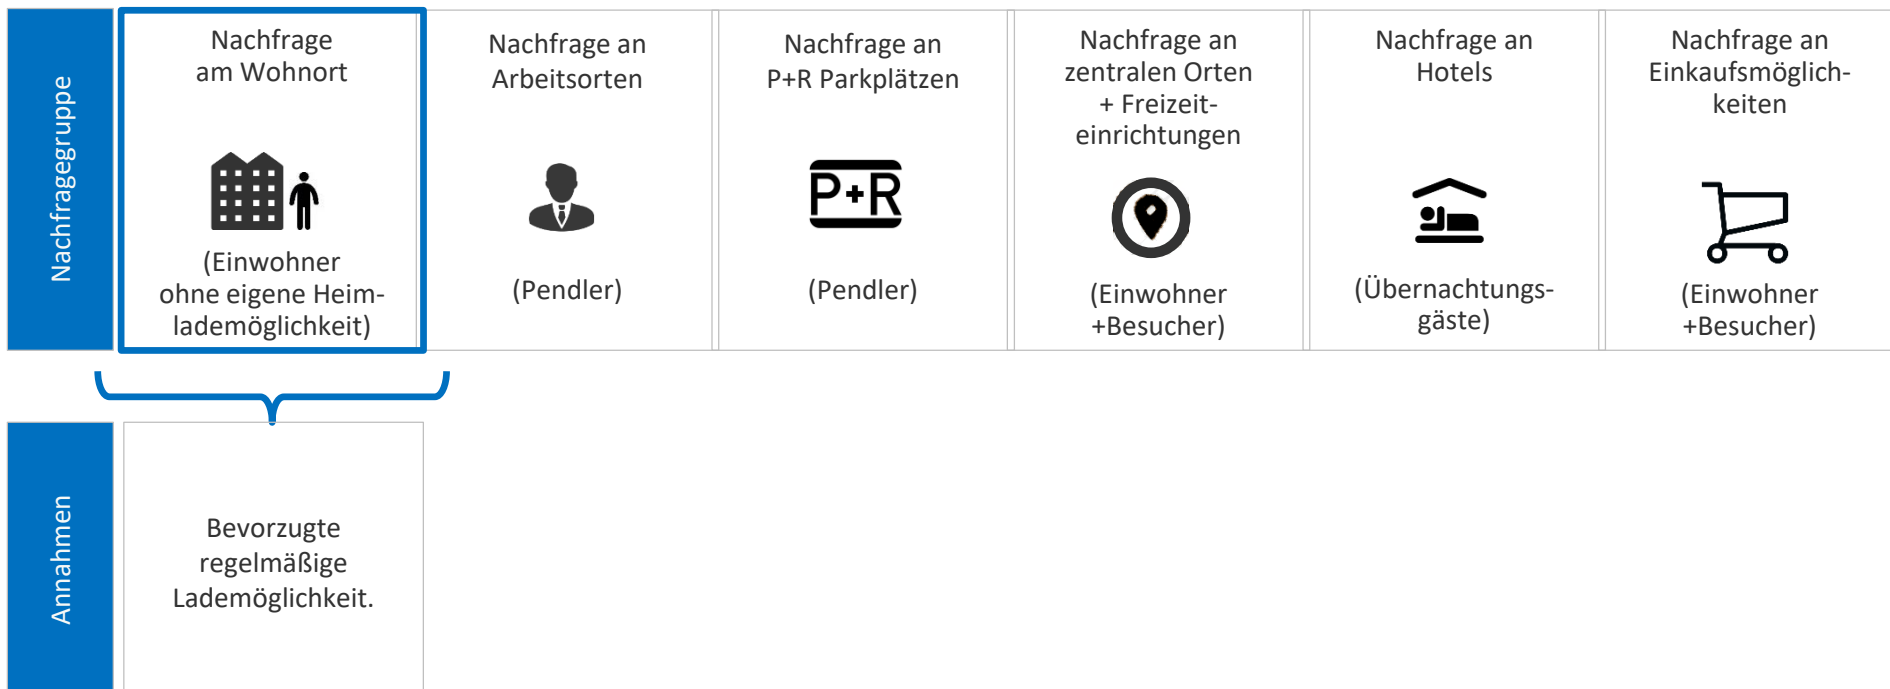 Nachfragegruppe
Nachfrage
am Wohnort
(Einwohner
ohne eigene Heim-
lademöglichkeit)
Nachfrage an
Arbeitsorten
(Pendler)
Nachfrage an
P+R Parkplätzen
P+R
(Pendler)
Nachfrage an
zentralen Orten
+ Freizeit-
einrichtungen
(Einwohner
+Besucher)
Nachfrage an
Hotels
(Übernachtungs-
gäste)
Nachfrage an
Einkaufsmöglich-
keiten
(Einwohner
+Besucher)
Annahmen
Bevorzugte
regelmäßige
Lademöglichkeit.